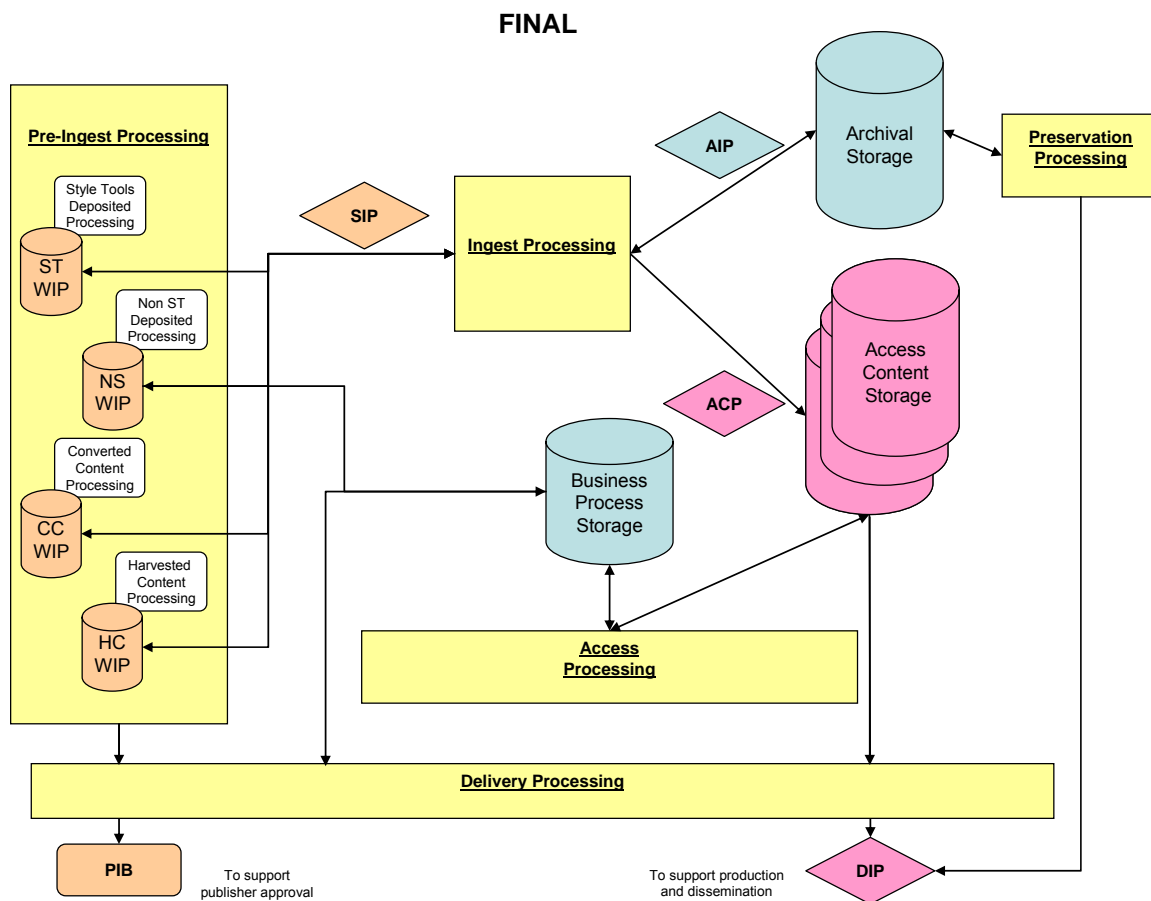 FINAL
Pre-Ingest Processing
Style Tools
Deposited
Processing
ST
WIP
Non ST
Deposited
Processing
NS
WIP
Converted
Content
Processing
CC
WIP
Harvested
Content
Processing
HC
WIP
SIP
Ingest Processing
AIP
Archival
Storage
Preservation
Processing
ACP
Access
Content
Storage
Business
Process
Storage
Access
Processing
Delivery Processing
PIB
To support
publisher approval
To support production
and dissemination
DIP